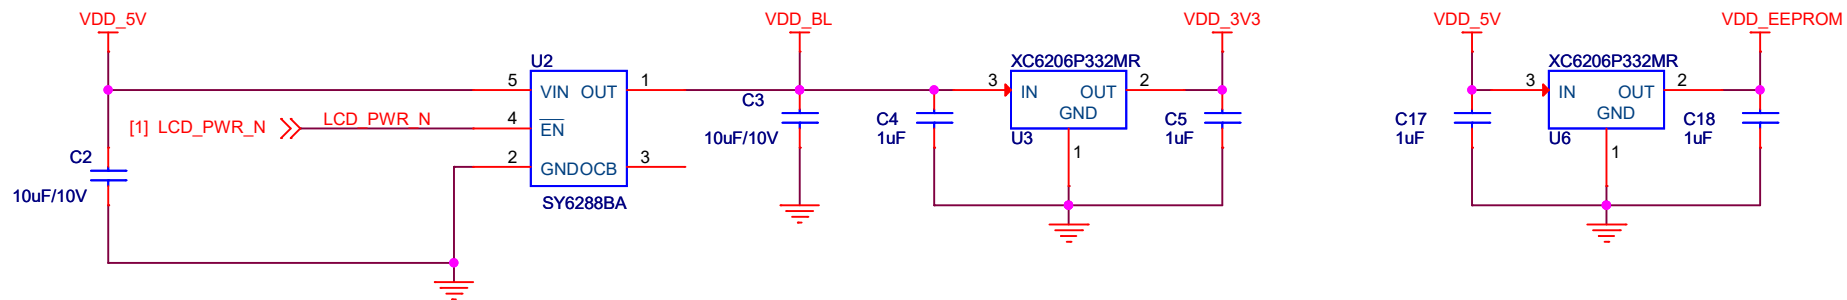 VDD_5V
VDD_BL
VDD_3V3
VDD_5V
VDD_EEPROM
U2
XC6206P332MR
XC6206P332MR
5
VIN
OUT
1
3
IN
OUT
2
GND
3
IN
OUT
2
GND
[1] LCD_PWR_N
LCD_PWR_N
4
EN
C3
10uF/10V
C4
1uF
U3
C5
1uF
C17
1uF
U6
C18
1uF
C2
10uF/10V
2
GND
OCB
3
1
1
SY6288BA